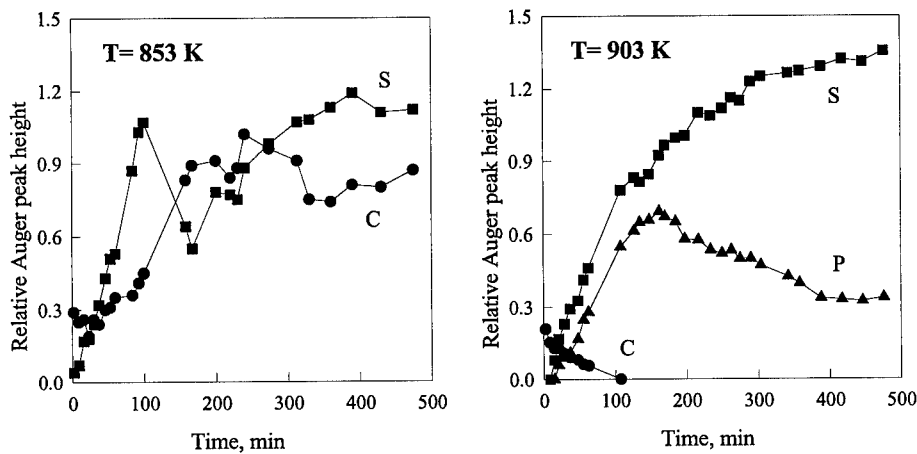 T= 853 K
S
C
Relative Auger peak height
1.5
1.2
0.9
0.6
0.3
0.0
0 100 200 300 400 500
Time, min
T= 903 K
S
P
C
Relative Auger peak height
1.5
1.2
0.9
0.6
0.3
0.0
0 100 200 300 400 500
Time, min